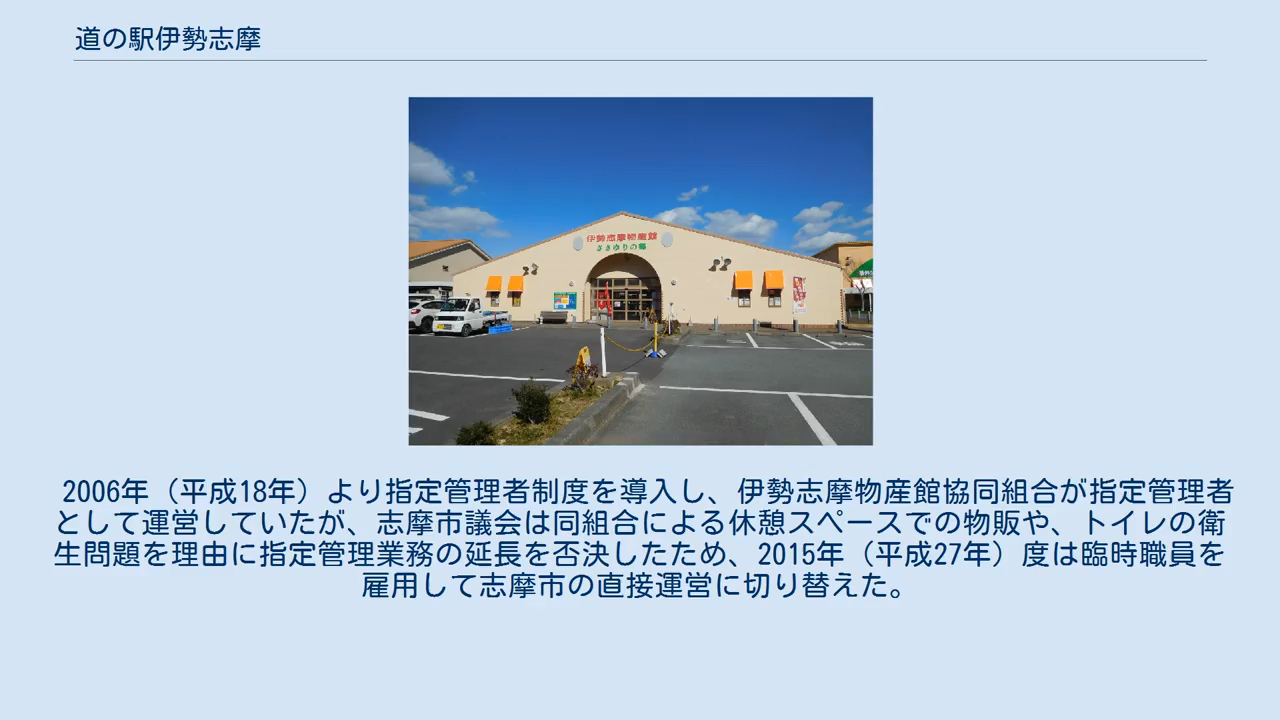 道の駅伊勢志摩
伊勢志摩物産館
ささゆりの郷
2006年（平成18年）より指定管理者制度を導入し、伊勢志摩物産館協同組合が指定管理者
として運営していたが、志摩市議会は同組合による休憩スペースでの物販や、トイレの衛
生問題を理由に指定管理業務の延長を否決したため、2015年（平成27年）度は臨時職員を
雇用して志摩市の直接運営に切り替えた。